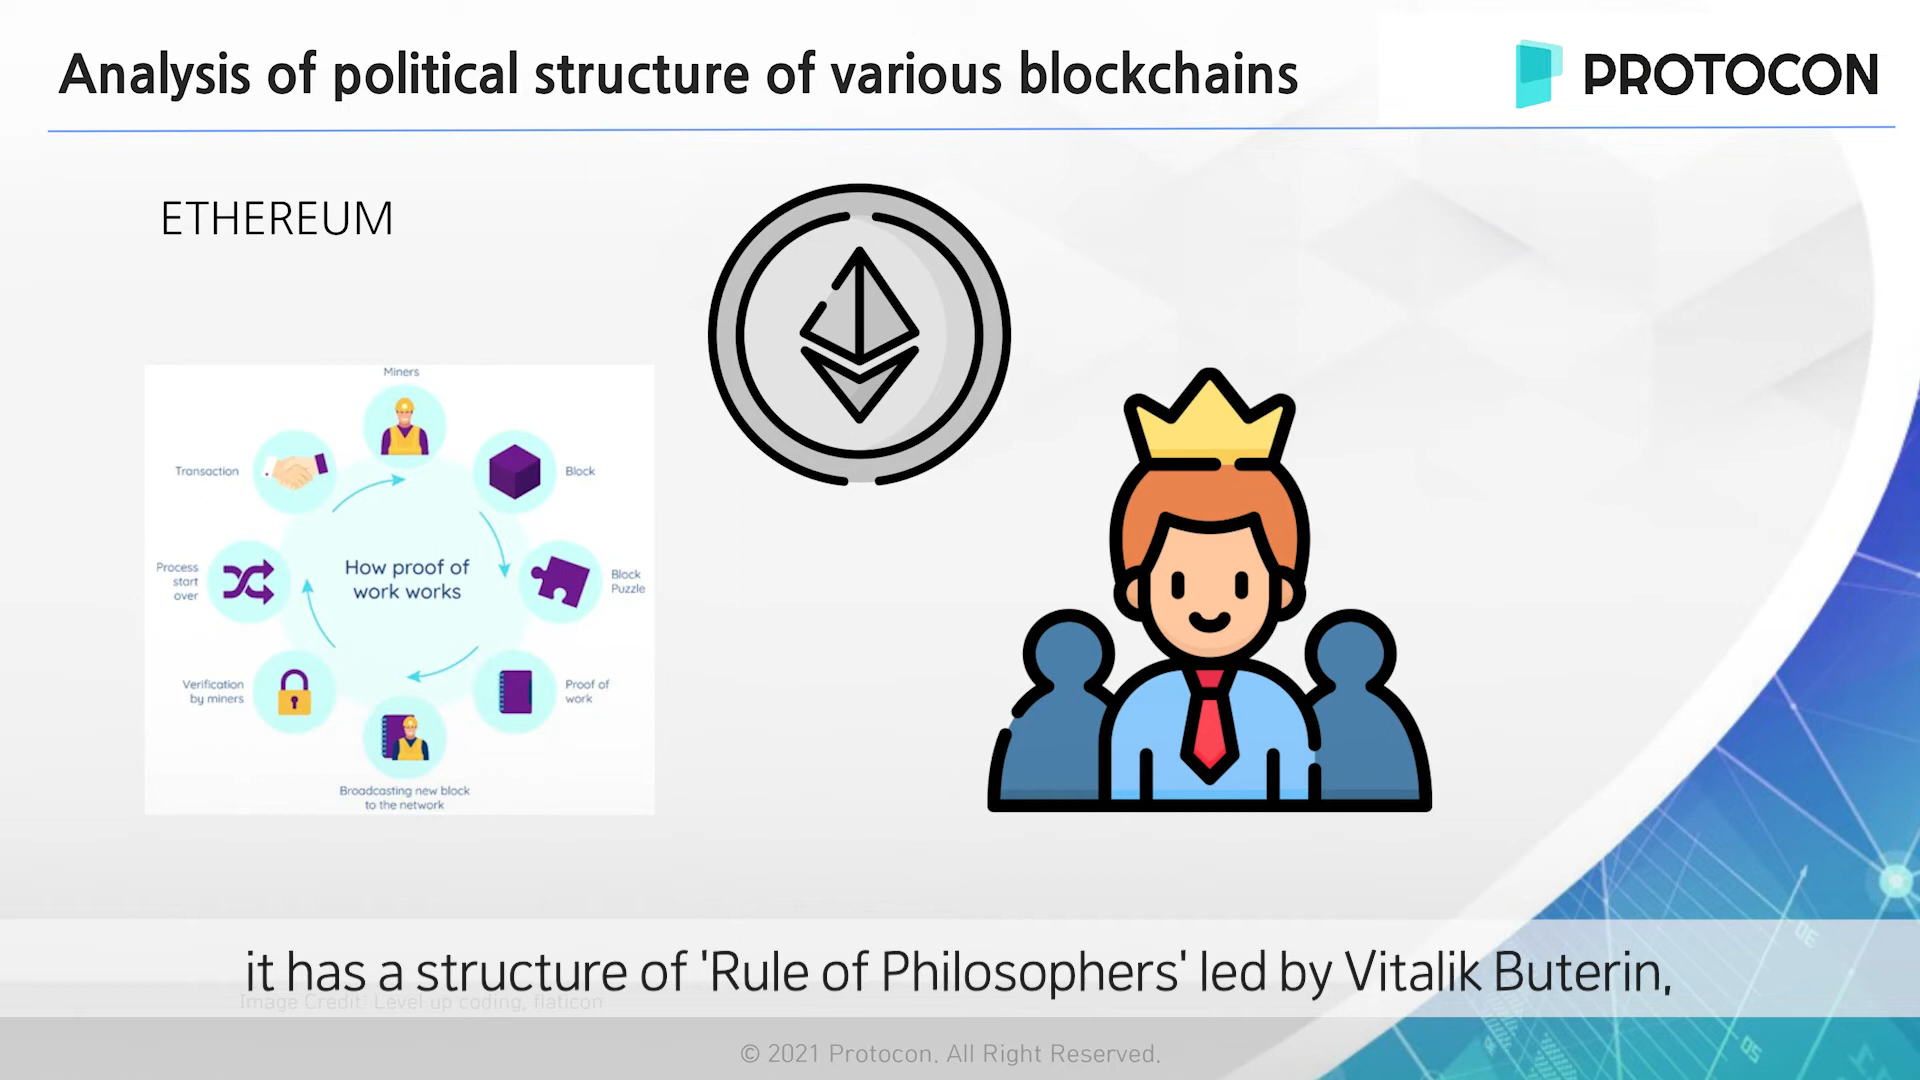 Analysis of political structure of various blockchains
PROTOCON
ETHEREUM
Miners
Transaction
Block
Process
start
over
How proof of
work works
Block
Puzzle
Verification
by miners
Proof of
work
Broadcasting new block
to the network
it has a structure of 'Rule of Philosophers' led by Vitalik Buterin,
Image Credit: Level up coding, flaticon
© 2021 Protocon. All Right Reserved.